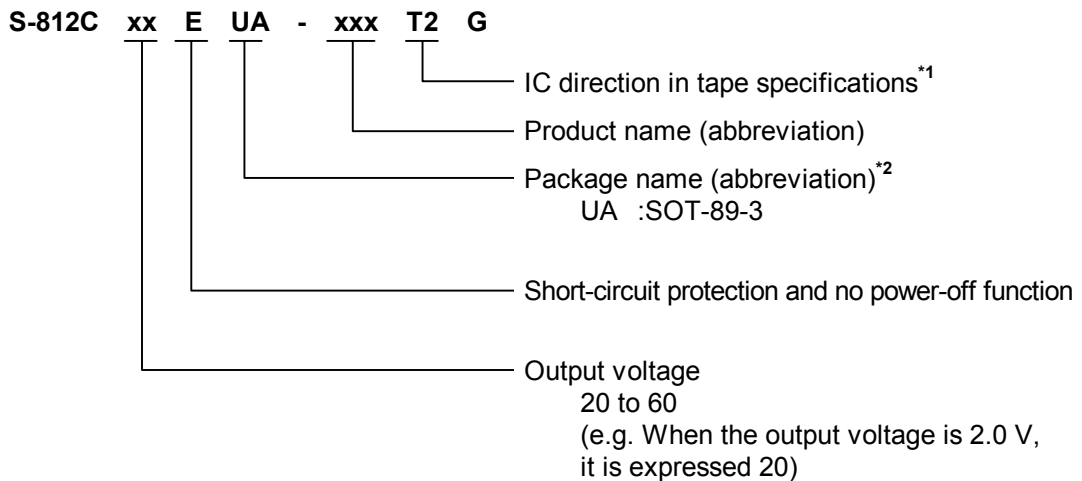 S-812C xx E UA - xxx T2 G
IC direction in tape specifications*1
Product name (abbreviation)
Package name (abbreviation)*2
UA :SOT-89-3
Short-circuit protection and no power-off function
Output voltage
20 to 60
(e.g. When the output voltage is 2.0 V,
it is expressed 20)